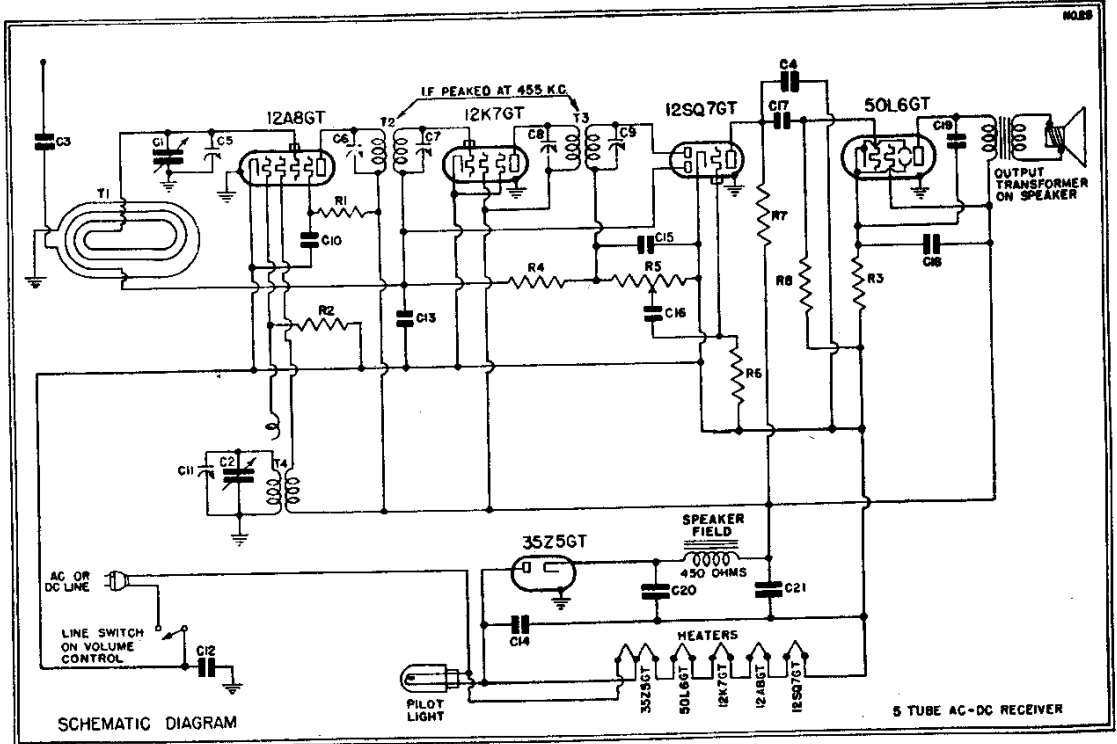 NO.28
C4
12A8GT
I.F PEAKED AT 455 K.C.
12K7GT
12SQ7GT
C17
50L6GT
C3
C1
C5
C6
T2
C7
C8
T3
C9
C19
OUTPUT
TRANSFORMER
ON SPEAKER
T1
R1
R7
C10
C15
C18
R4
R5
R8
R3
R2
C13
C16
R6
C11
C2
T4
SPEAKER
FIELD
35Z5GT
450 OHMS
AC OR
DC LINE
C20
C21
LINE SWITCH
ON VOLUME
CONTROL
C14
HEATERS
C12
35Z5GT
50L6GT
12K7GT
12A8GT
12SQ7GT
PILOT
LIGHT
SCHEMATIC DIAGRAM
5 TUBE AC-DC RECEIVER